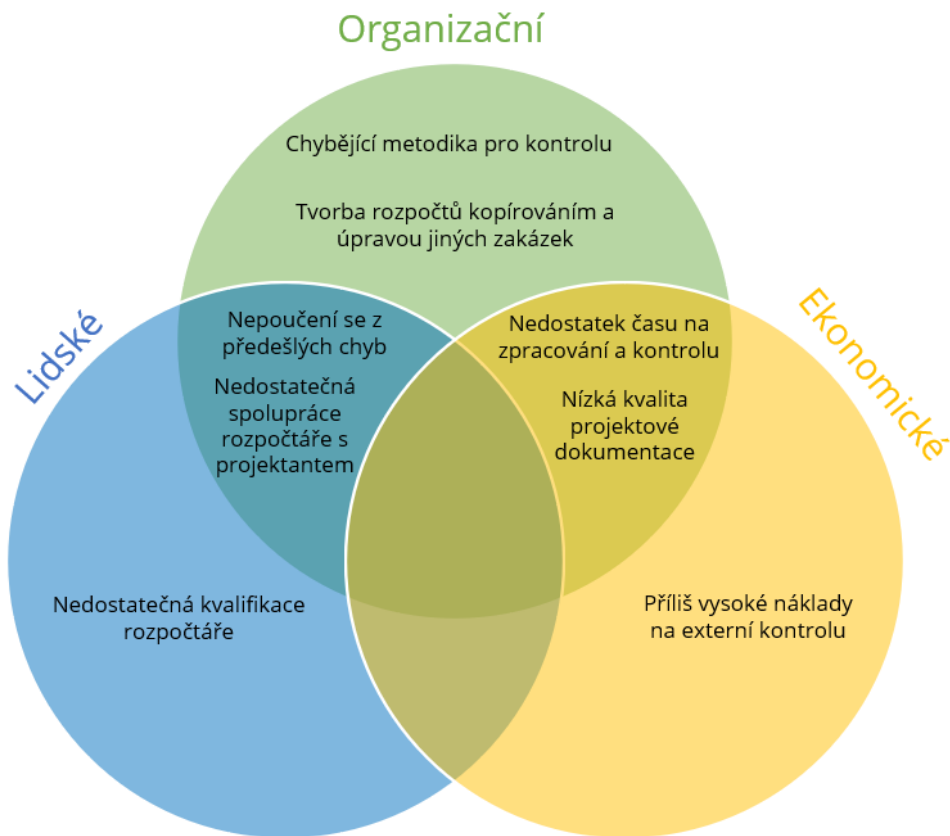 Organizační
Chybějící metodika pro kontrolu
Tvorba rozpočtů kopírováním a
úpravou jiných zakázek
Lidské
Ekonomické
Nepoučení se z
předešlých chyb
Nedostatečná
spolupráce
rozpočtáře s
projektantem
Nedostatek času na
zpracování a kontrolu
Nízká kvalita
projektové
dokumentace
Nedostatečná kvalifikace
rozpočtáře
Příliš vysoké náklady
na externí kontrolu